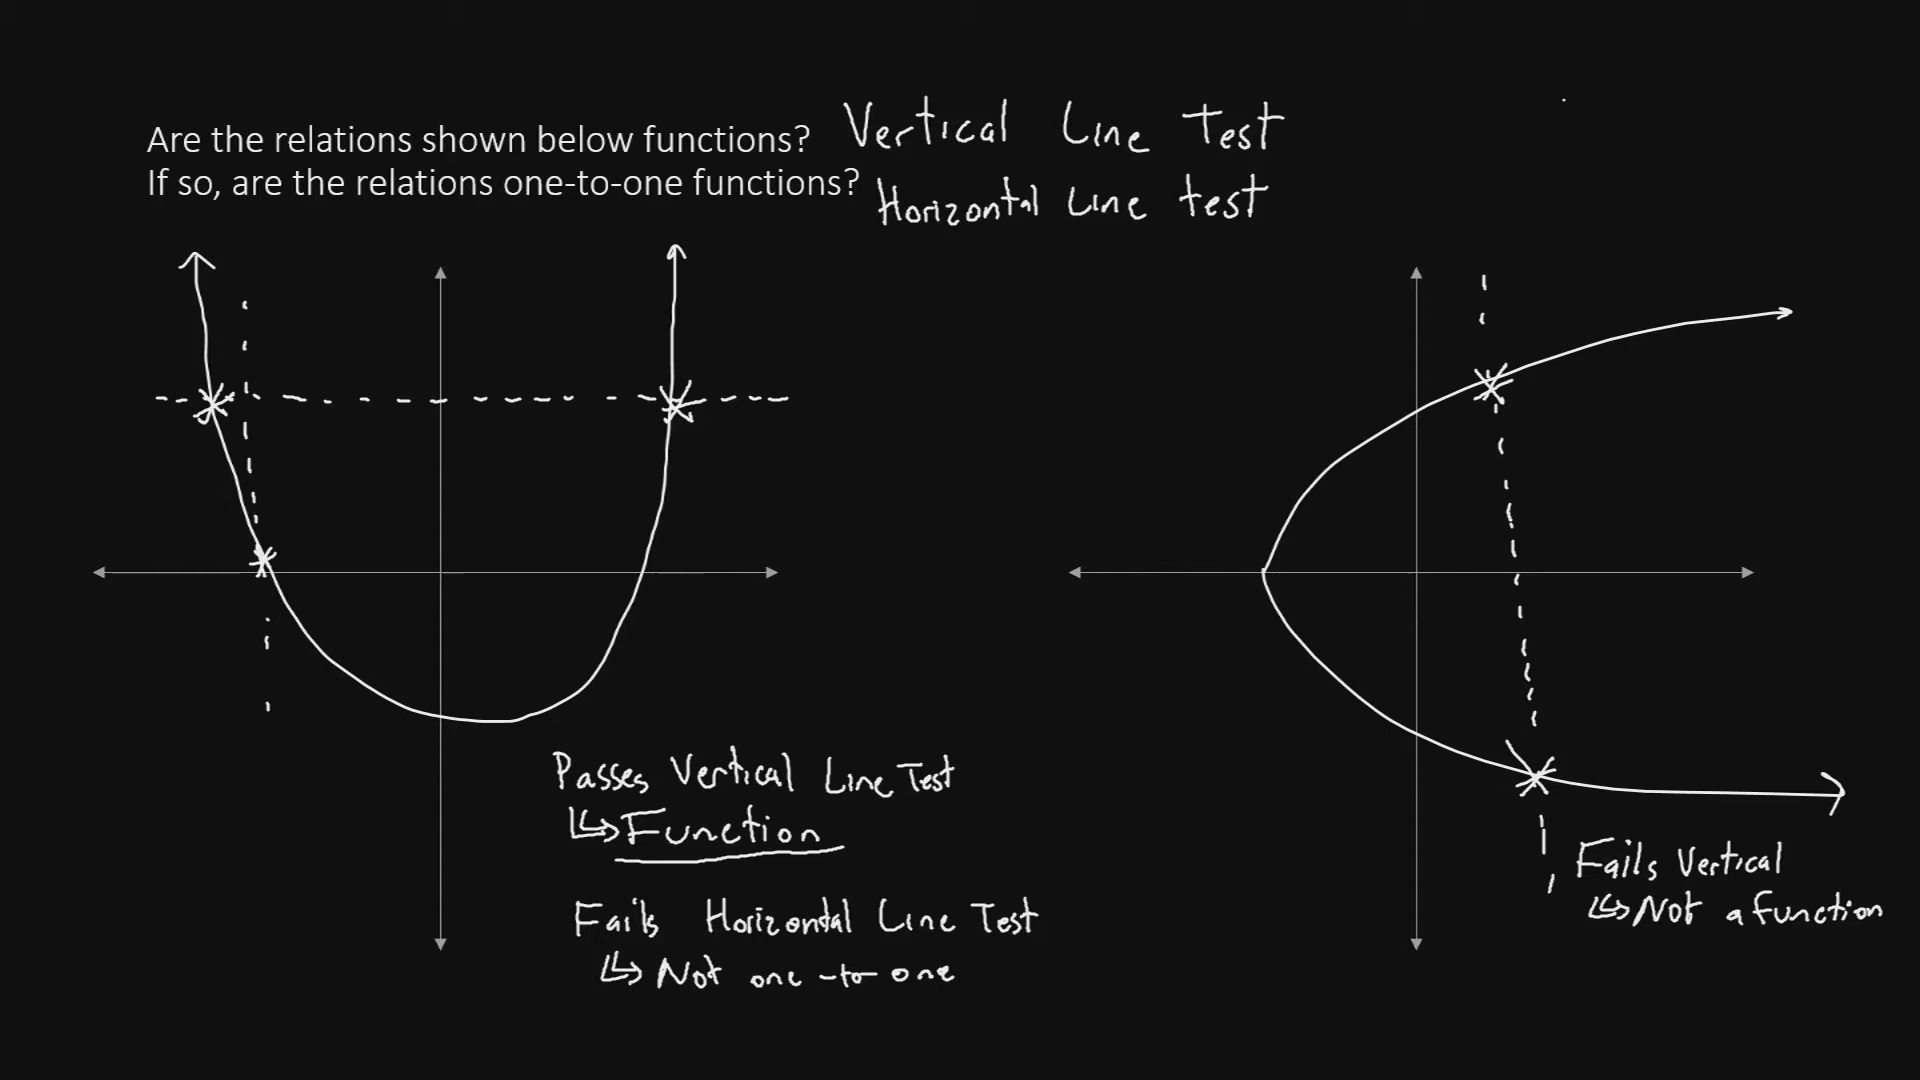 Are the relations shown below functions? Vertical Line Test
If so, are the relations one-to-one functions? Horizontal Line test
Passes Vertical Line Test
↳ Function
Fails Horizontal Line Test
↳ Not one-to-one
Fails Vertical
↳ Not a function